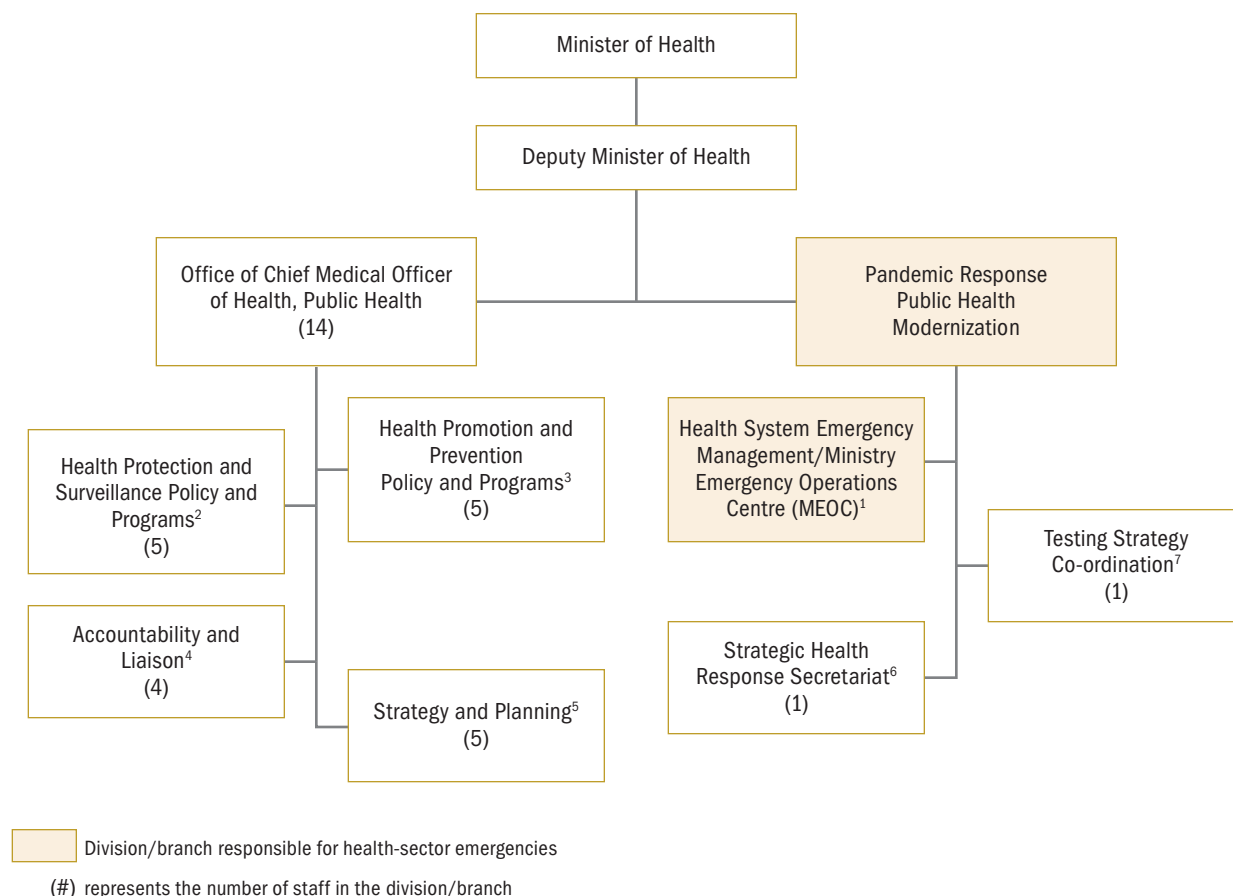 Minister of Health
Deputy Minister of Health
Office of Chief Medical Officer
of Health, Public Health
(14)
Pandemic Response
Public Health
Modernization
Health Protection and
Surveillance Policy and
Programs²
(5)
Health Promotion and
Prevention
Policy and Programs³
(5)
Accountability and
Liaison⁴
(4)
Strategy and Planning⁵
(5)
Health System Emergency
Management/Ministry
Emergency Operations
Centre (MEOC)¹
Testing Strategy
Co-ordination⁷
(1)
Strategic Health
Response Secretariat⁶
(1)
Division/branch responsible for health-sector emergencies
(#) represents the number of staff in the division/branch